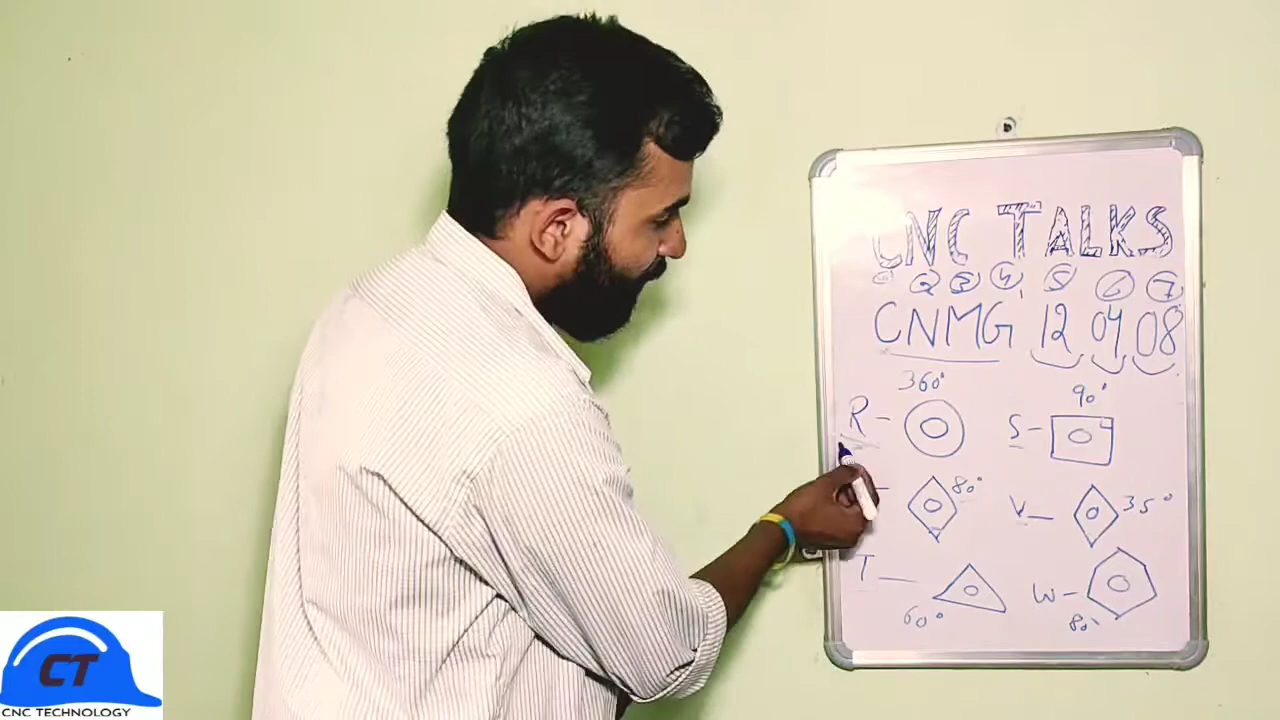 CNC TALKS
2 3 4 5 6 7
CNMG 12 04 08
360°
90°
R -
S -
80°
V -
35°
T -
60°
W -
80°
CT
CNC TECHNOLOGY